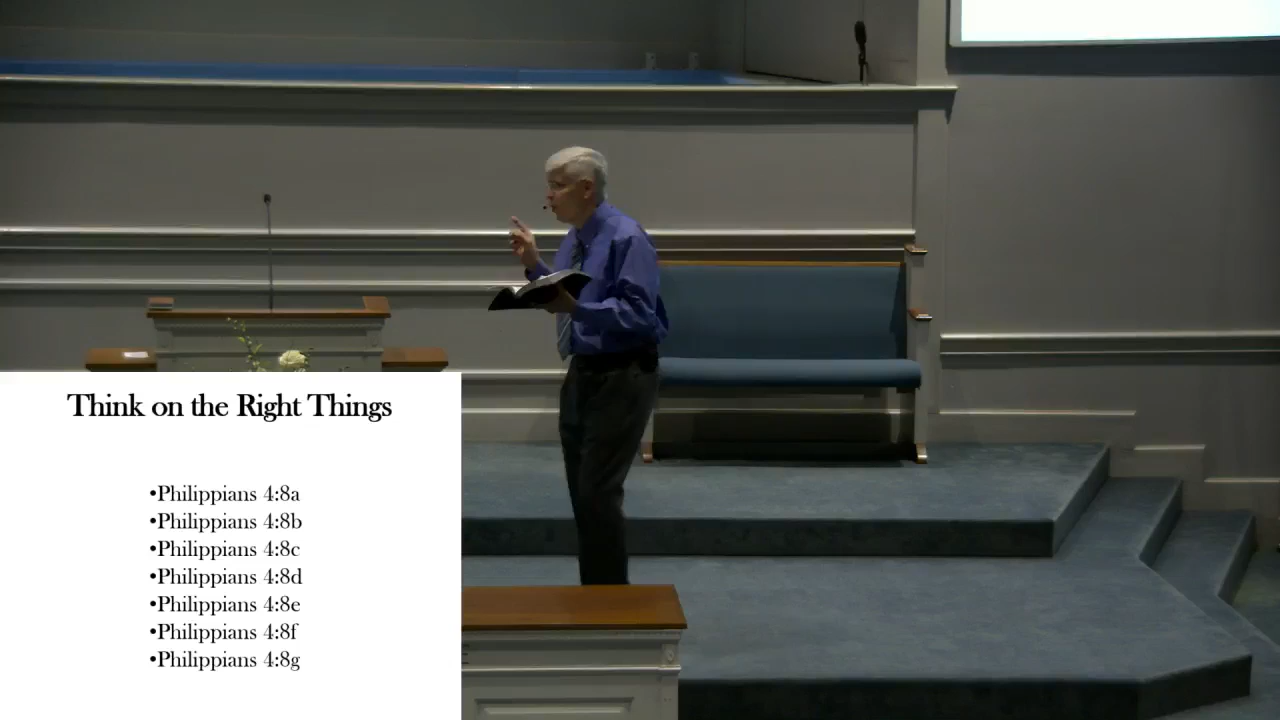 Think on the Right Things
•Philippians 4:8a
•Philippians 4:8b
•Philippians 4:8c
•Philippians 4:8d
•Philippians 4:8e
•Philippians 4:8f
•Philippians 4:8g